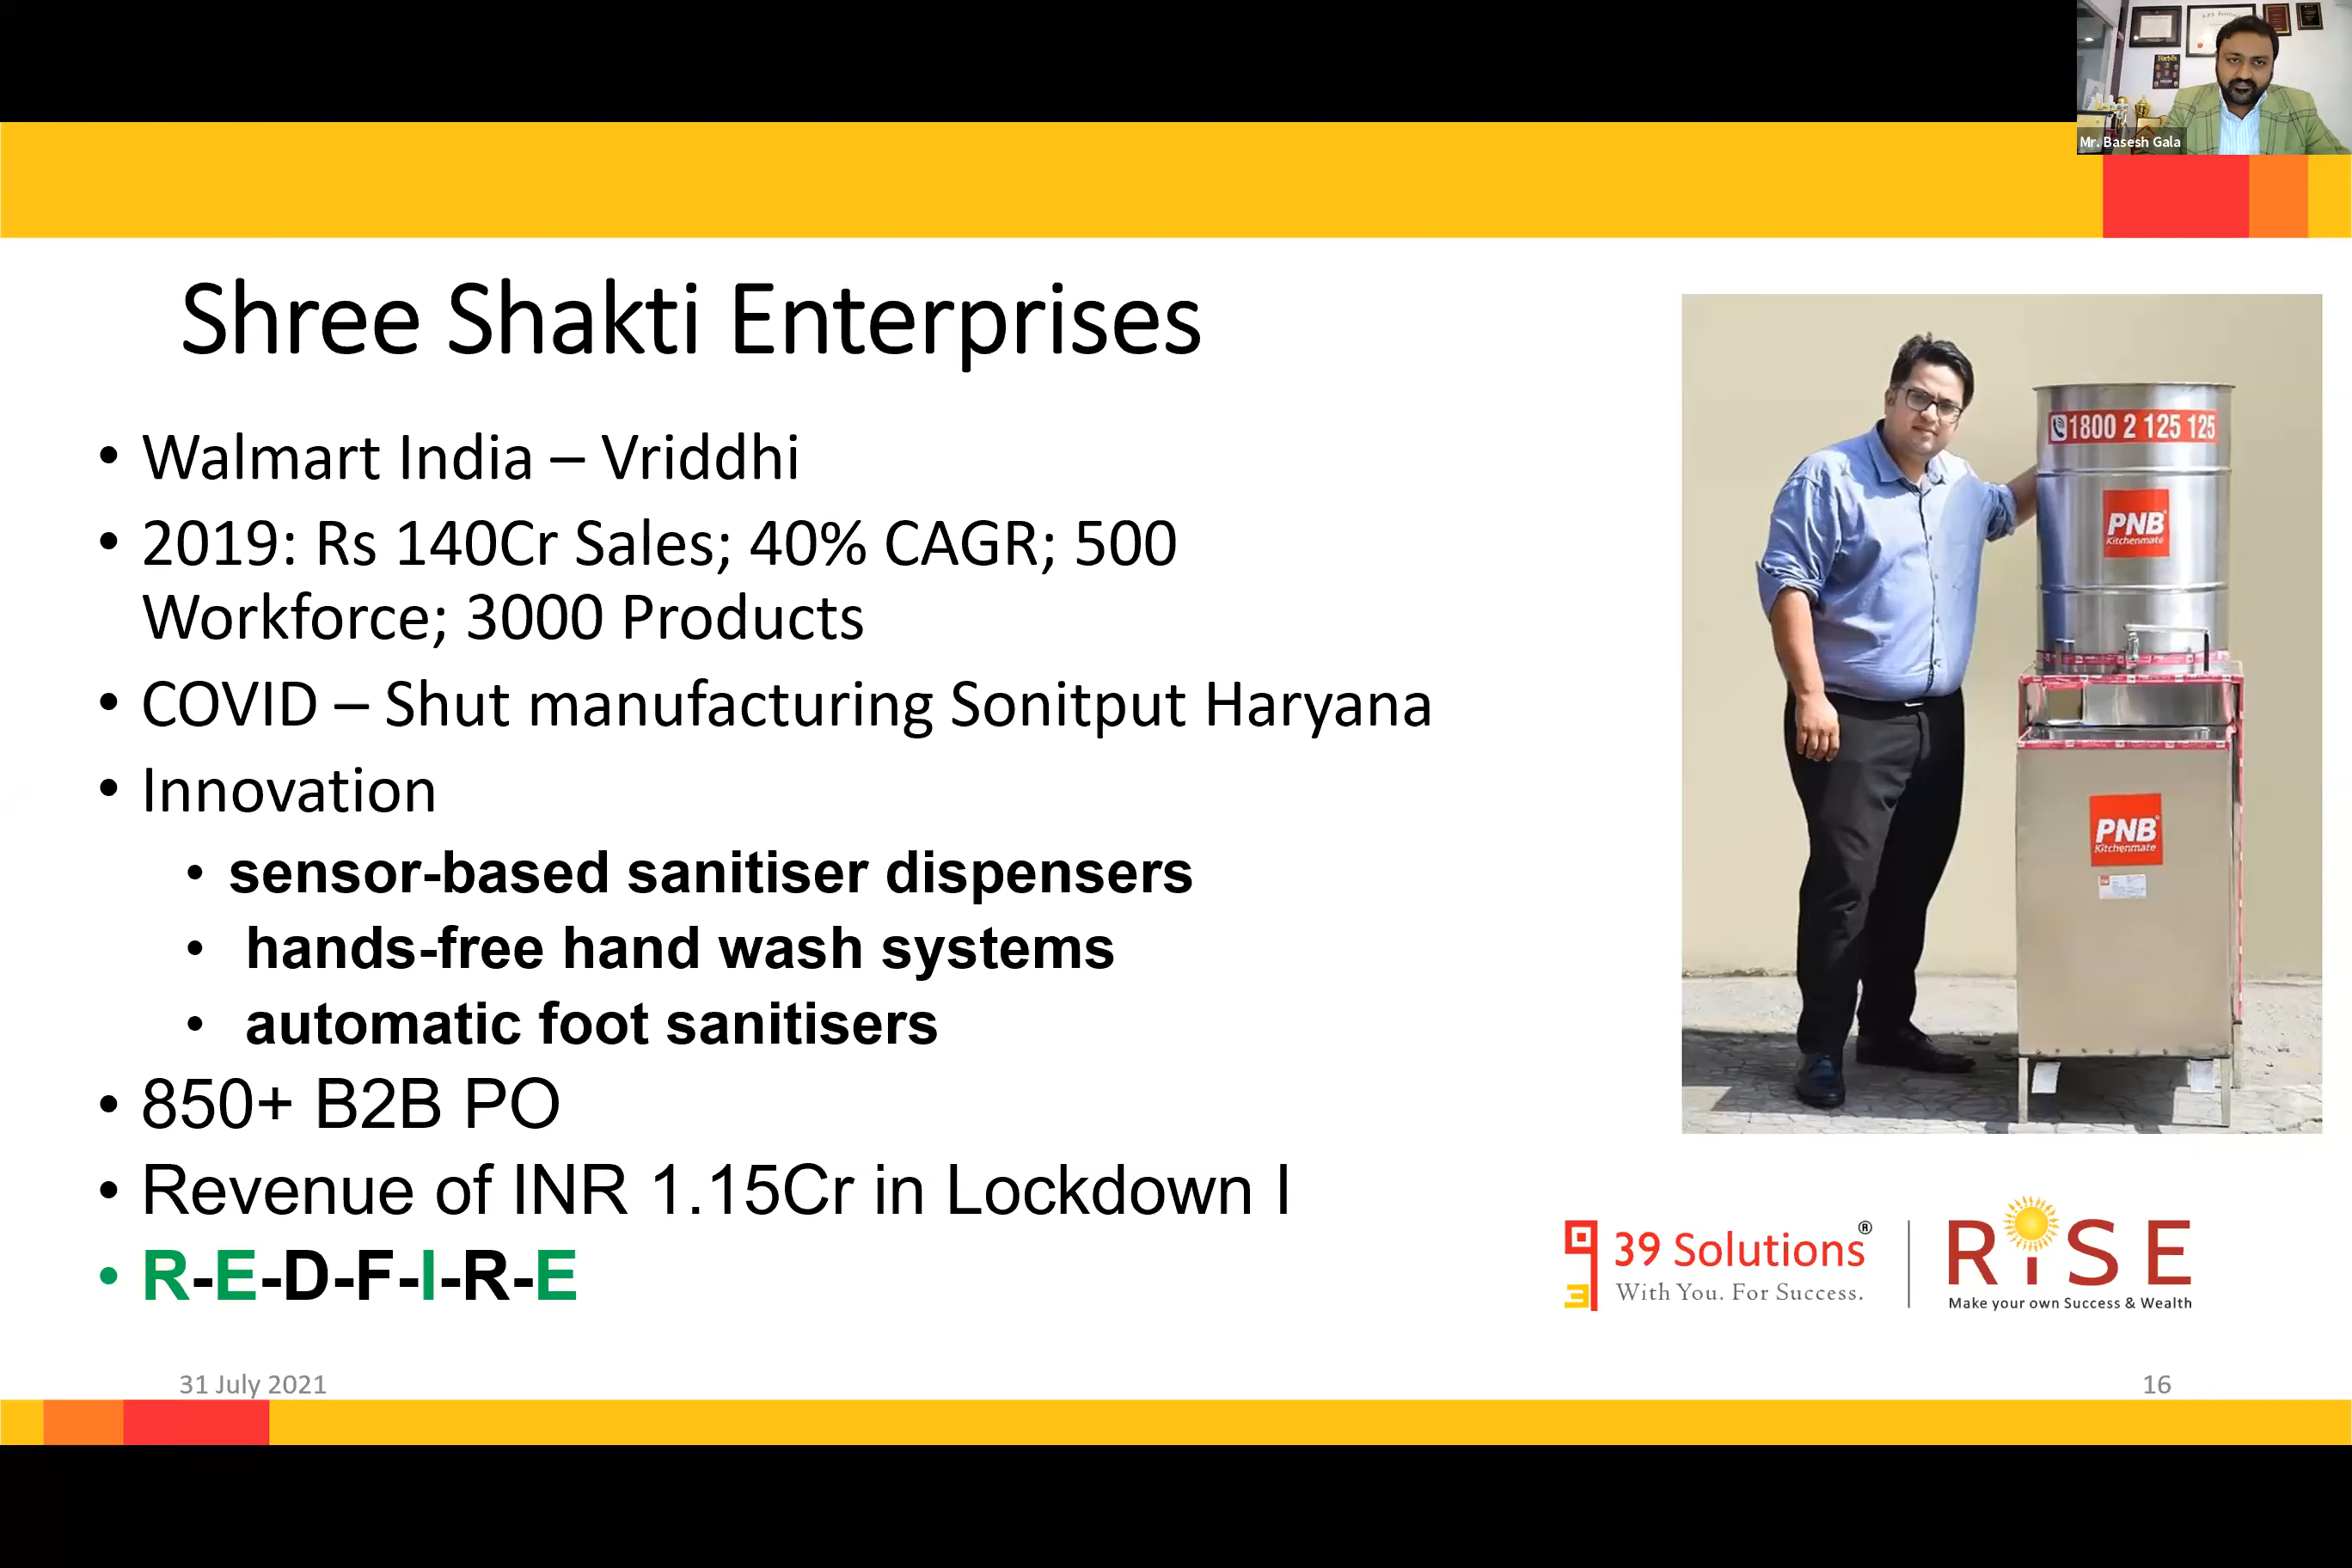 Forbes
Mr. Basesh Gala
Shree Shakti Enterprises
• Walmart India – Vriddhi
• 2019: Rs 140Cr Sales; 40% CAGR; 500
Workforce; 3000 Products
• COVID – Shut manufacturing Sonitput Haryana
• Innovation
• sensor-based sanitiser dispensers
• hands-free hand wash systems
• automatic foot sanitisers
• 850+ B2B PO
• Revenue of INR 1.15Cr in Lockdown I
• R-E-D-F-I-R-E
1800 2 125 125
PNB
Kitchenmate
PNB
Kitchenmate
39 Solutions®
With You. For Success.
RiSE
Make your own Success & Wealth
31 July 2021
16